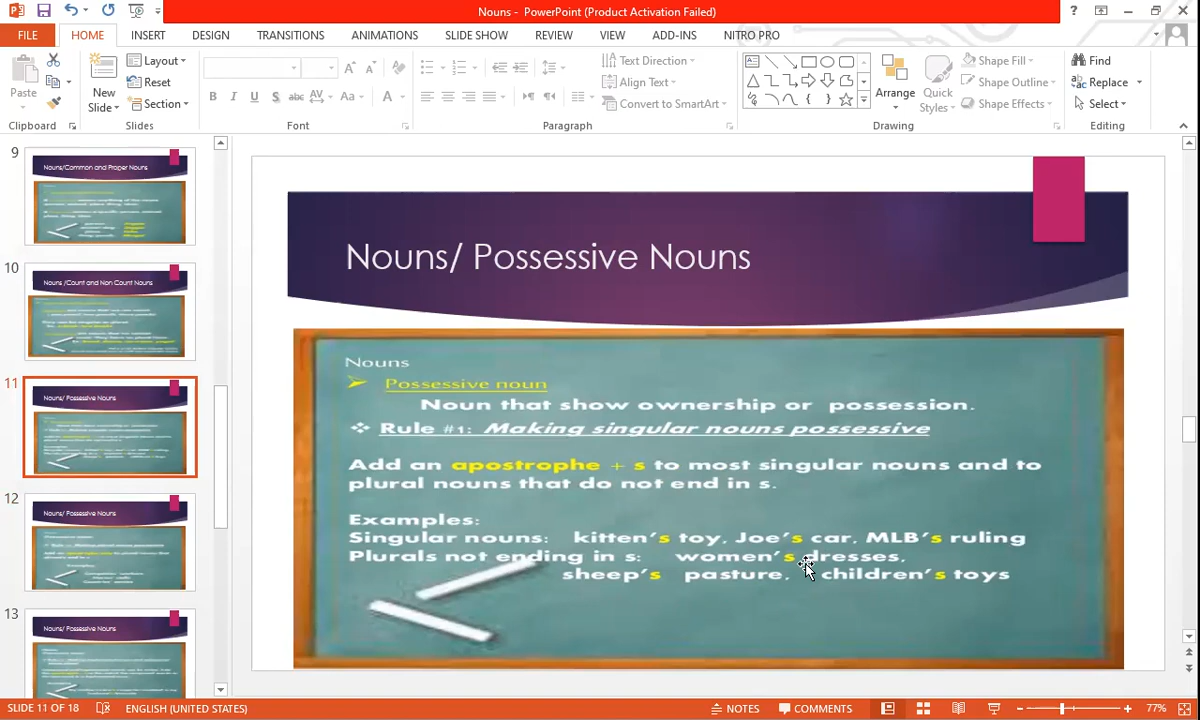 Nouns - PowerPoint (Product Activation Failed)
FILE HOME INSERT DESIGN TRANSITIONS ANIMATIONS SLIDE SHOW REVIEW VIEW ADD-INS NITRO PRO
Paste
New Slide
Layout
Reset
Section
B I U S abc AV Aa A
Text Direction
Align Text
Convert to SmartArt
Arrange
Quick Styles
Shape Fill
Shape Outline
Shape Effects
Find
Replace
Select
Clipboard Slides Font Paragraph Drawing Editing
9
Nouns/Common and Proper Nouns
10
Nouns /Count and Non Count Nouns
11
Nouns/ Possessive Nouns
12
Nouns/ Possessive Nouns
13
Nouns/ Possessive Nouns
Nouns/ Possessive Nouns
Nouns
Possessive noun
Noun that show ownership or possession.
Rule #1: Making singular nouns possessive
Add an apostrophe + s to most singular nouns and to
plural nouns that do not end in s.
Examples:
Singular nouns: kitten's toy, Joe's car, MLB's ruling
Plurals not ending in s: women's dresses,
sheep's pasture, children's toys
SLIDE 11 OF 18 ENGLISH (UNITED STATES) NOTES COMMENTS 77%